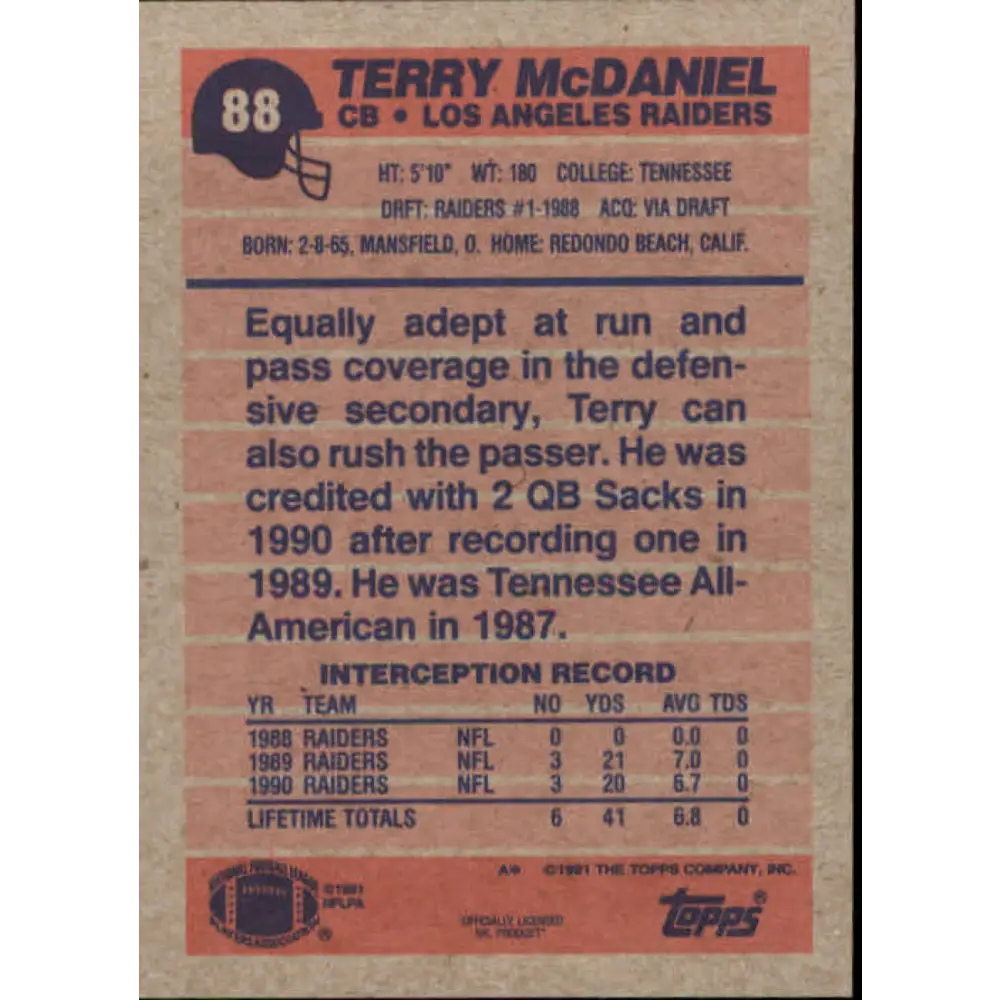 88
TERRY McDANIEL
CB • LOS ANGELES RAIDERS
HT: 5'10" WT: 180 COLLEGE: TENNESSEE
DRFT: RAIDERS #1-1988 ACQ: VIA DRAFT
BORN: 2-8-65, MANSFIELD, O. HOME: REDONDO BEACH, CALIF.
Equally adept at run and
pass coverage in the defen-
sive secondary, Terry can
also rush the passer. He was
credited with 2 QB Sacks in
1990 after recording one in
1989. He was Tennessee All-
American in 1987.
INTERCEPTION RECORD
YR TEAM NO YDS AVG TDS
1988 RAIDERS NFL 0 0 0.0 0
1989 RAIDERS NFL 3 21 7.0 0
1990 RAIDERS NFL 3 20 6.7 0
LIFETIME TOTALS 6 41 6.8 0
A* ©1991 THE TOPPS COMPANY, INC.
©1991
NFLPA
OFFICIALLY LICENSED
NFL PRODUCT
Topps®